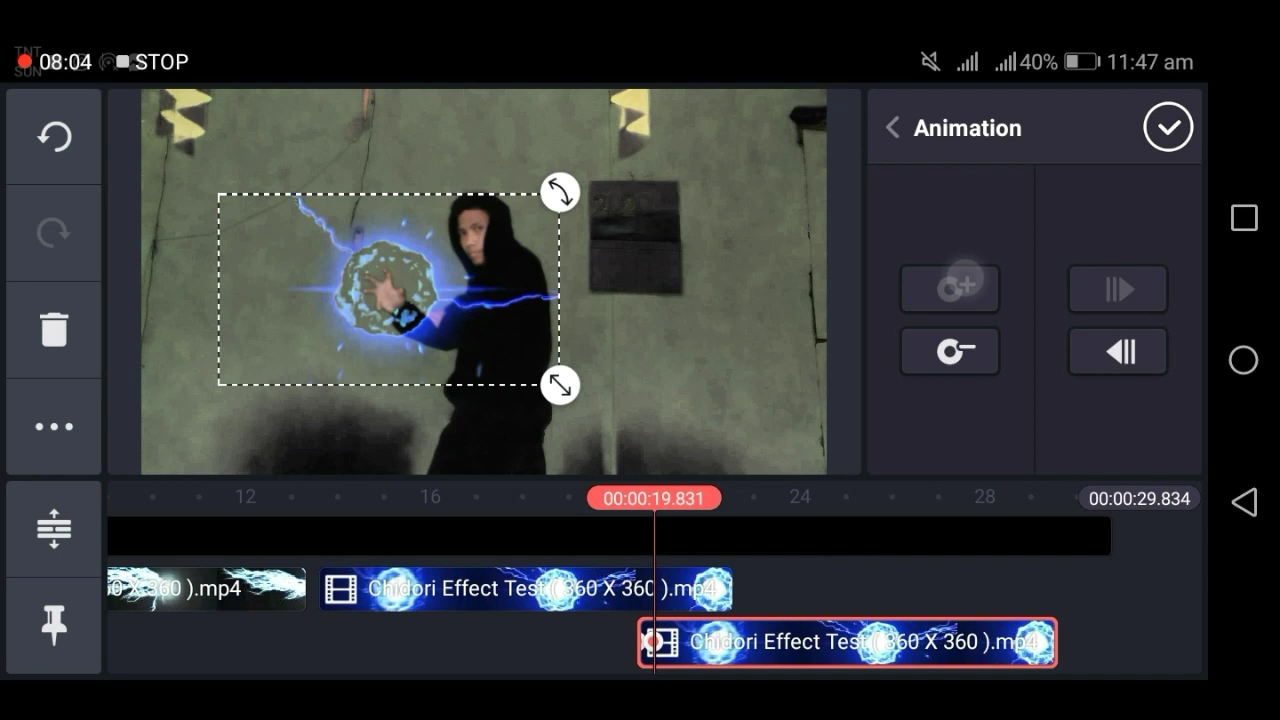 TNT
SUN
08:04 STOP
40% 11:47 am
Animation
12 16 00:00:19.831 24 28 00:00:29.834
0 X 360 ).mp4 Chidori Effect Test ( 360 X 360 ).mp4
Chidori Effect Test ( 360 X 360 ).mp4